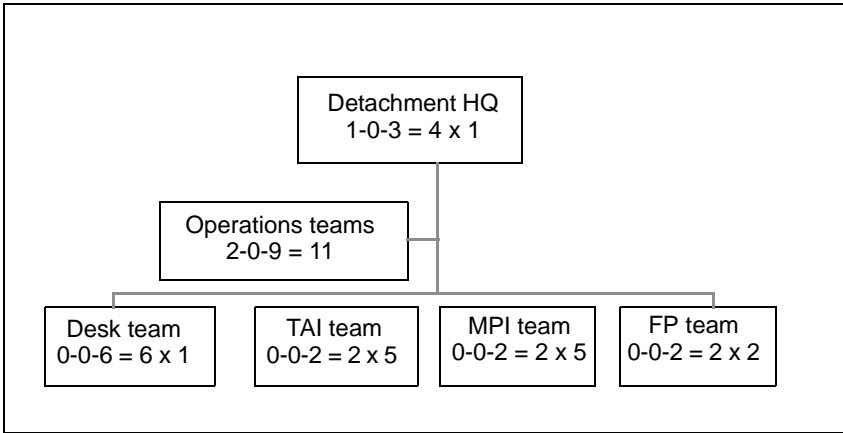 Detachment HQ
1-0-3 = 4 x 1
Operations teams
2-0-9 = 11
Desk team
0-0-6 = 6 x 1
TAI team
0-0-2 = 2 x 5
MPI team
0-0-2 = 2 x 5
FP team
0-0-2 = 2 x 2